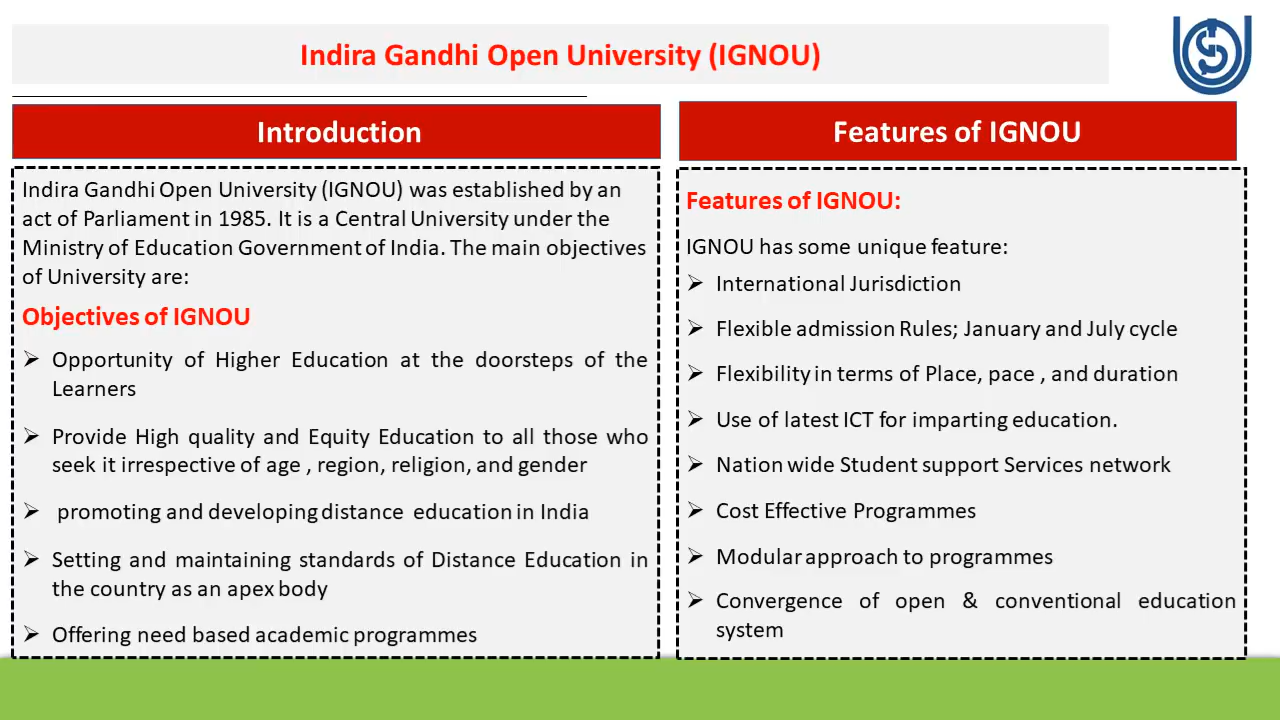 Indira Gandhi Open University (IGNOU)
Introduction
Indira Gandhi Open University (IGNOU) was established by an
act of Parliament in 1985. It is a Central University under the
Ministry of Education Government of India. The main objectives
of University are:
Objectives of IGNOU
➢ Opportunity of Higher Education at the doorsteps of the
Learners
➢ Provide High quality and Equity Education to all those who
seek it irrespective of age , region, religion, and gender
➢ promoting and developing distance education in India
➢ Setting and maintaining standards of Distance Education in
the country as an apex body
➢ Offering need based academic programmes
Features of IGNOU
Features of IGNOU:
IGNOU has some unique feature:
➢ International Jurisdiction
➢ Flexible admission Rules; January and July cycle
➢ Flexibility in terms of Place, pace , and duration
➢ Use of latest ICT for imparting education.
➢ Nation wide Student support Services network
➢ Cost Effective Programmes
➢ Modular approach to programmes
➢ Convergence of open & conventional education
system